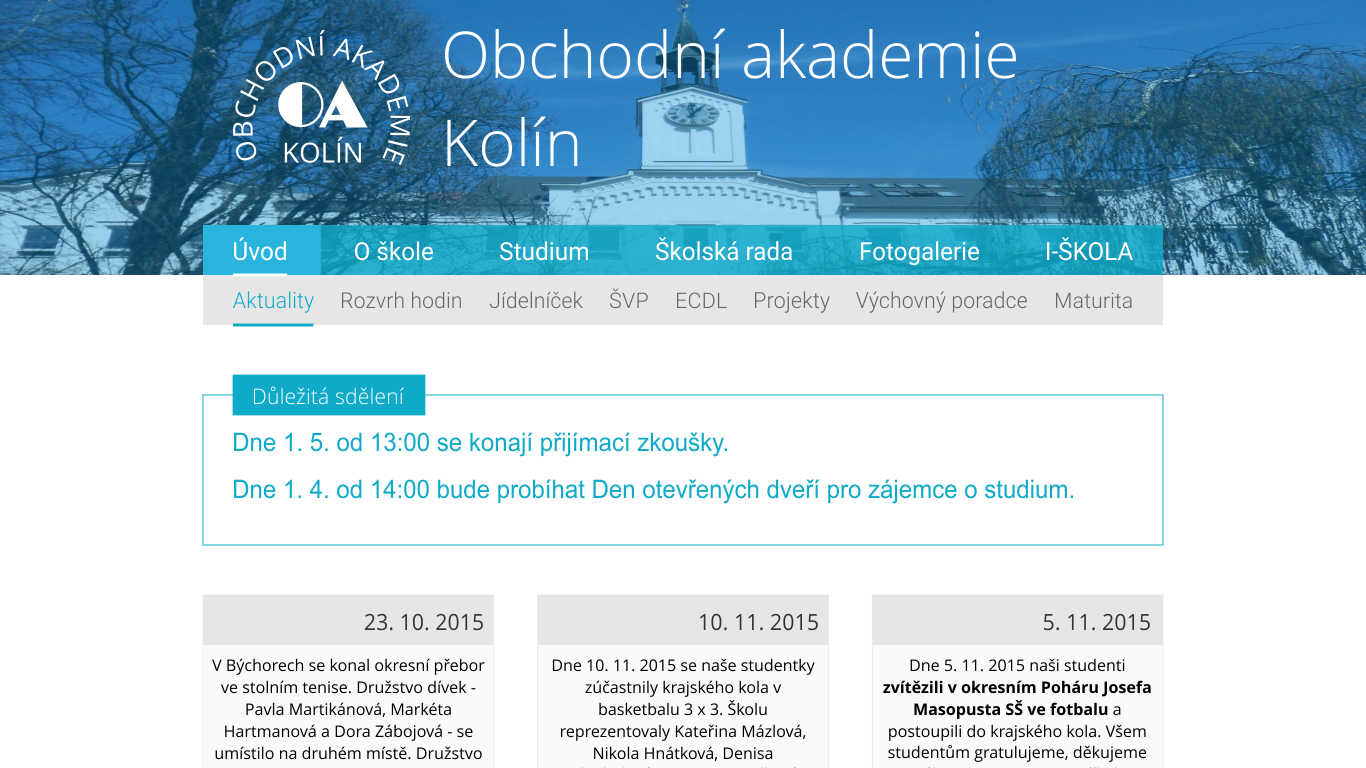 OBCHODNÍ AKADEMIE
OA
KOLÍN
Obchodní akademie
Kolín
Úvod O škole Studium Školská rada Fotogalerie I-ŠKOLA
Aktuality Rozvrh hodin Jídelníček ŠVP ECDL Projekty Výchovný poradce Maturita
Důležitá sdělení
Dne 1. 5. od 13:00 se konají přijímací zkoušky.
Dne 1. 4. od 14:00 bude probíhat Den otevřených dveří pro zájemce o studium.
23. 10. 2015
V Býchorech se konal okresní přebor
ve stolním tenise. Družstvo dívek -
Pavla Martikánová, Markéta
Hartmanová a Dora Zábojová - se
umístilo na druhém místě. Družstvo
10. 11. 2015
Dne 10. 11. 2015 se naše studentky
zúčastnily krajského kola v
basketbalu 3 x 3. Školu
reprezentovaly Kateřina Mázlová,
Nikola Hnátková, Denisa
5. 11. 2015
Dne 5. 11. 2015 naši studenti
zvítězili v okresním Poháru Josefa
Masopusta SŠ ve fotbalu a
postoupili do krajského kola. Všem
studentům gratulujeme, děkujeme